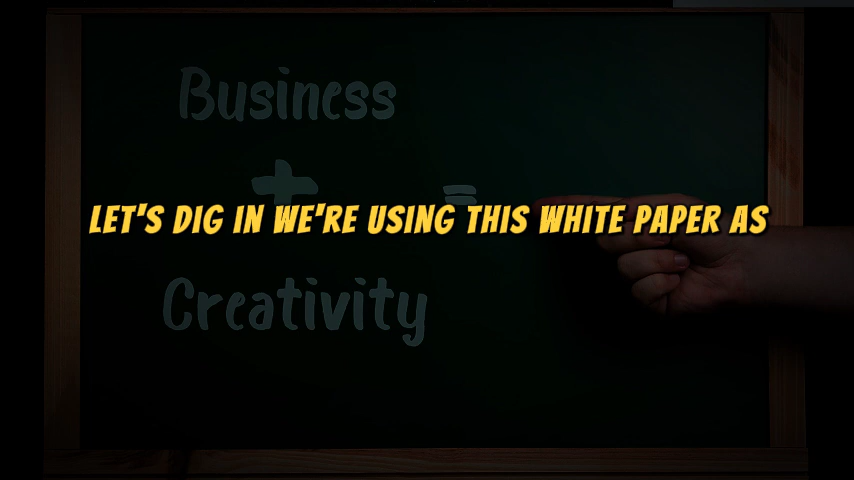 Business
+
=
LET'S DIG IN WE'RE USING THIS WHITE PAPER AS
Creativity